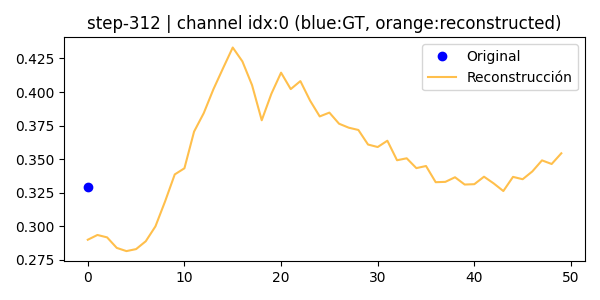 step-312 | channel idx:0 (blue:GT, orange:reconstructed)
Original
Reconstrucción
0.425
0.400
0.375
0.350
0.325
0.300
0.275
0 10 20 30 40 50